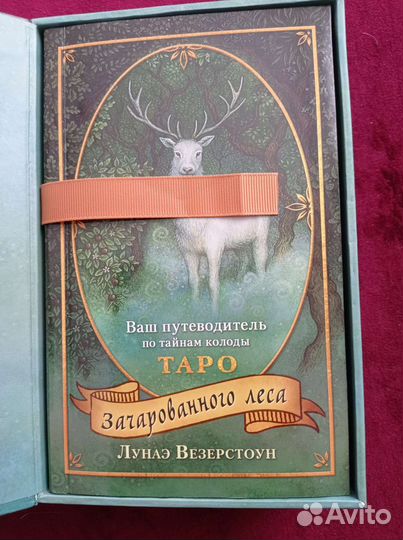 Ваш путеводитель
по тайнам колоды
ТАРО
Зачарованного леса
Лунаэ Везерстоун
Avito